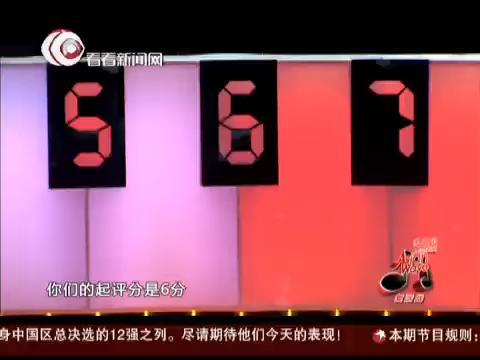 看看新闻网
5 6 7
你们的起评分是6分
身中国区总决选的12强之列。尽请期待他们今天的表现！ 本期节目规则：